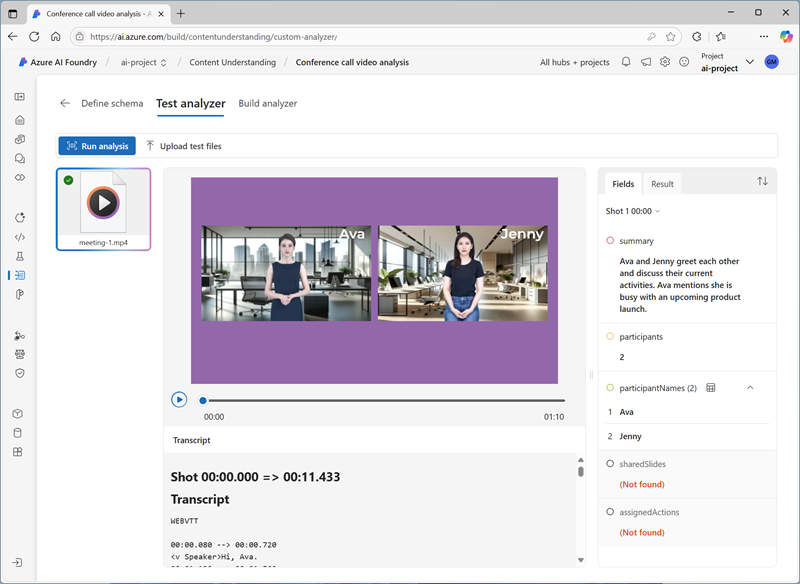 Conference call video analysis - A
https://ai.azure.com/build/contentunderstanding/custom-analyzer/
Azure AI Foundry / ai-project / Content Understanding / Conference call video analysis
All hubs + projects
Project
ai-project
GM
Define schema Test analyzer Build analyzer
Run analysis Upload test files
meeting-1.mp4
Ava
Jenny
00:00 01:10
Transcript
Shot 00:00.000 => 00:11.433
Transcript
WEBVTT
00:00.080 --> 00:00.720
<v Speaker>Hi, Ava.
Fields Result
Shot 1 00:00
summary
Ava and Jenny greet each other
and discuss their current
activities. Ava mentions she is
busy with an upcoming product
launch.
participants
2
participantNames (2)
1 Ava
2 Jenny
sharedSlides
(Not found)
assignedActions
(Not found)